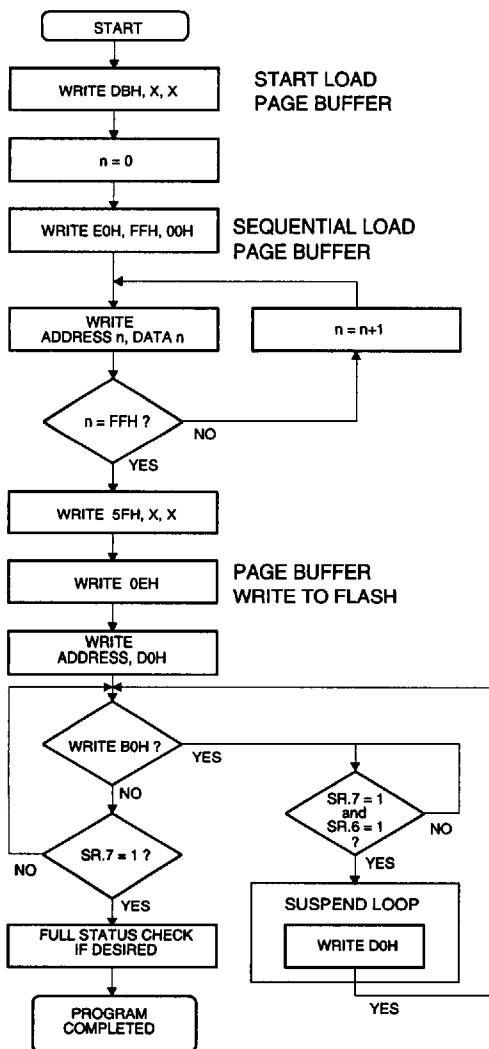 START
WRITE DBH, X, X
START LOAD
PAGE BUFFER
n = 0
WRITE E0H, FFH, 00H
SEQUENTIAL LOAD
PAGE BUFFER
WRITE
ADDRESS n, DATA n
n = n+1
n = FFH ?
NO
YES
WRITE 5FH, X, X
WRITE 0EH
PAGE BUFFER
WRITE TO FLASH
WRITE
ADDRESS, D0H
WRITE B0H ?
YES
NO
SR.7 = 1
and
SR.6 = 1
?
NO
YES
SR.7 = 1 ?
NO
YES
SUSPEND LOOP
WRITE D0H
YES
FULL STATUS CHECK
IF DESIRED
PROGRAM
COMPLETED